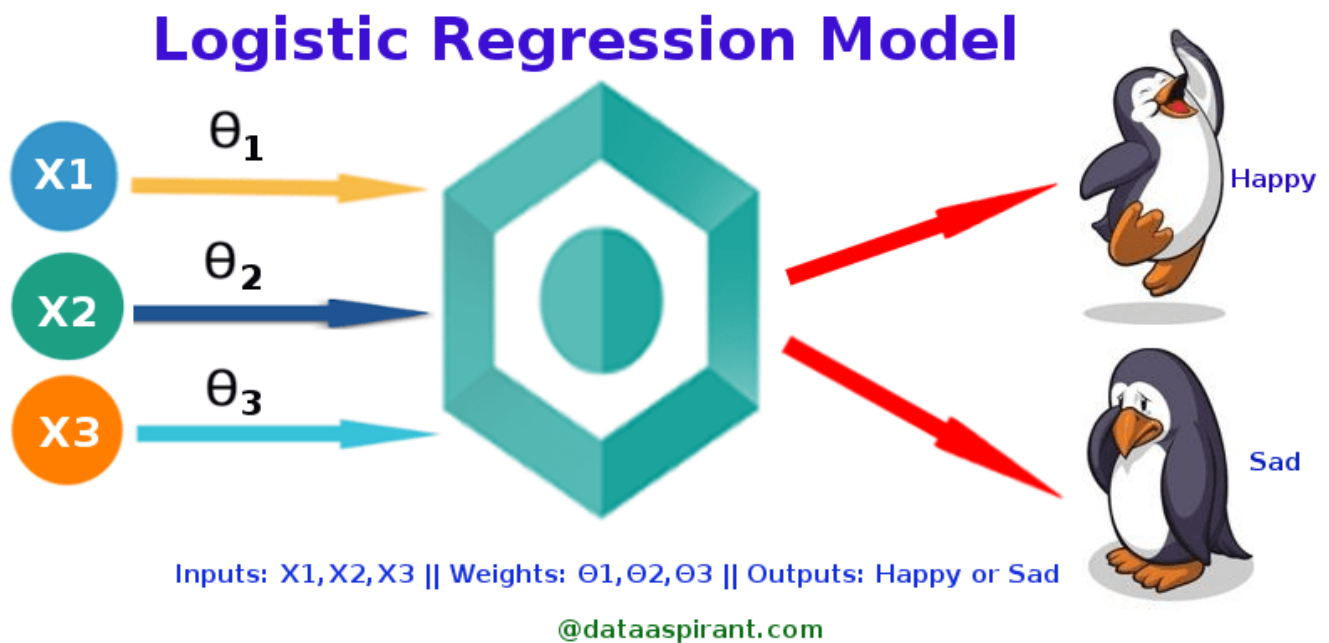 Logistic Regression Model
X1
θ1
X2
θ2
X3
θ3
Happy
Sad
Inputs: X1,X2,X3 || Weights: Θ1,Θ2,Θ3 || Outputs: Happy or Sad
@dataaspirant.com